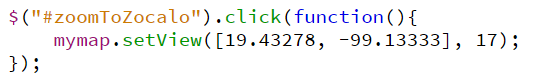 $("#zoomToZocalo").click(function(){
    mymap.setView([19.43278, -99.13333], 17);
});